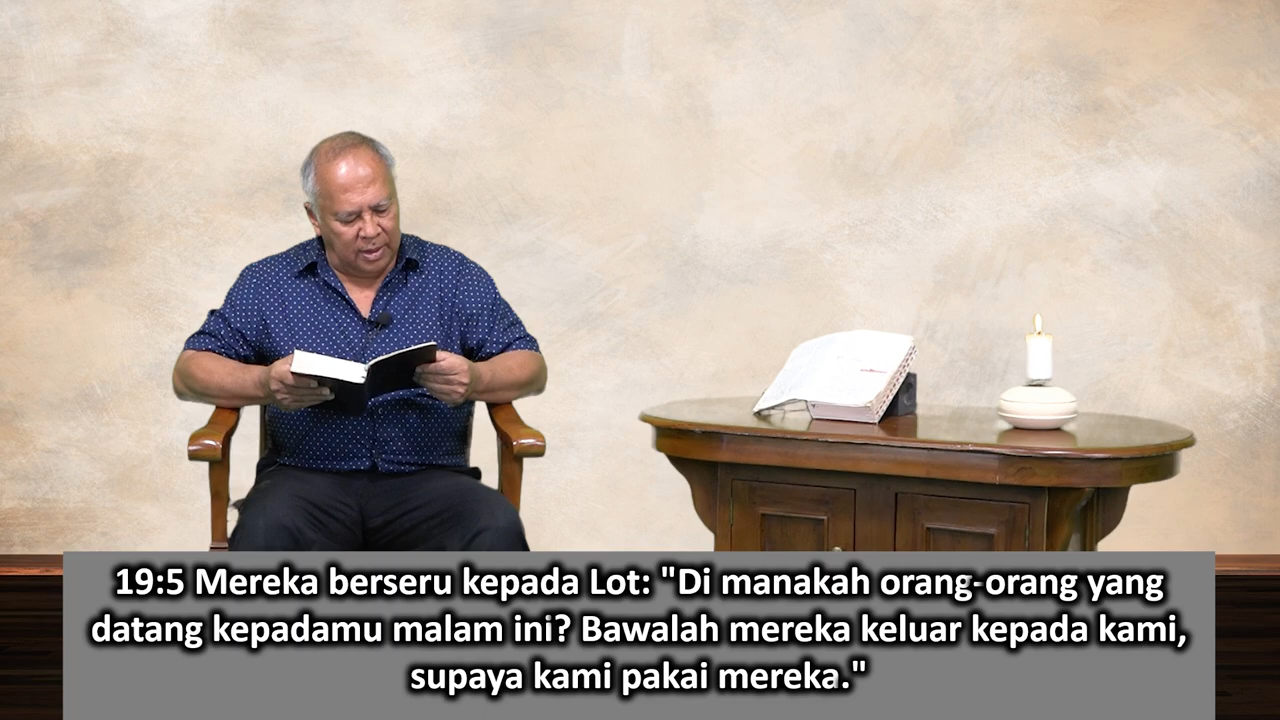 19:5 Mereka berseru kepada Lot: "Di manakah orang-orang yang
datang kepadamu malam ini? Bawalah mereka keluar kepada kami,
supaya kami pakai mereka."